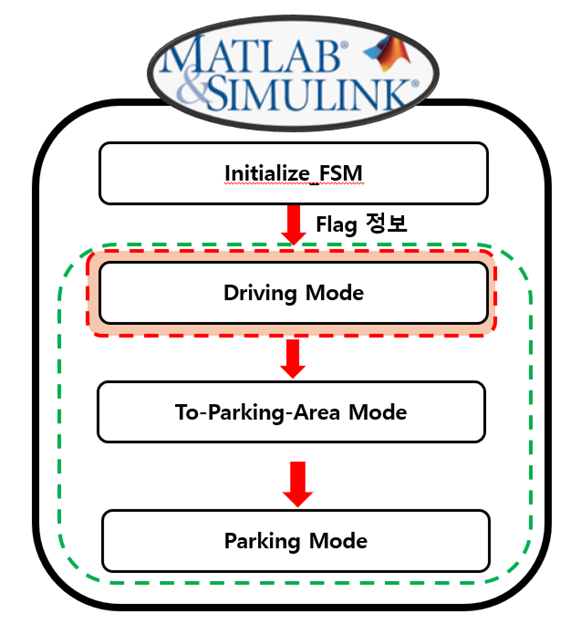 MATLAB®
&SIMULINK®
Initialize_FSM
Flag 정보
Driving Mode
To-Parking-Area Mode
Parking Mode